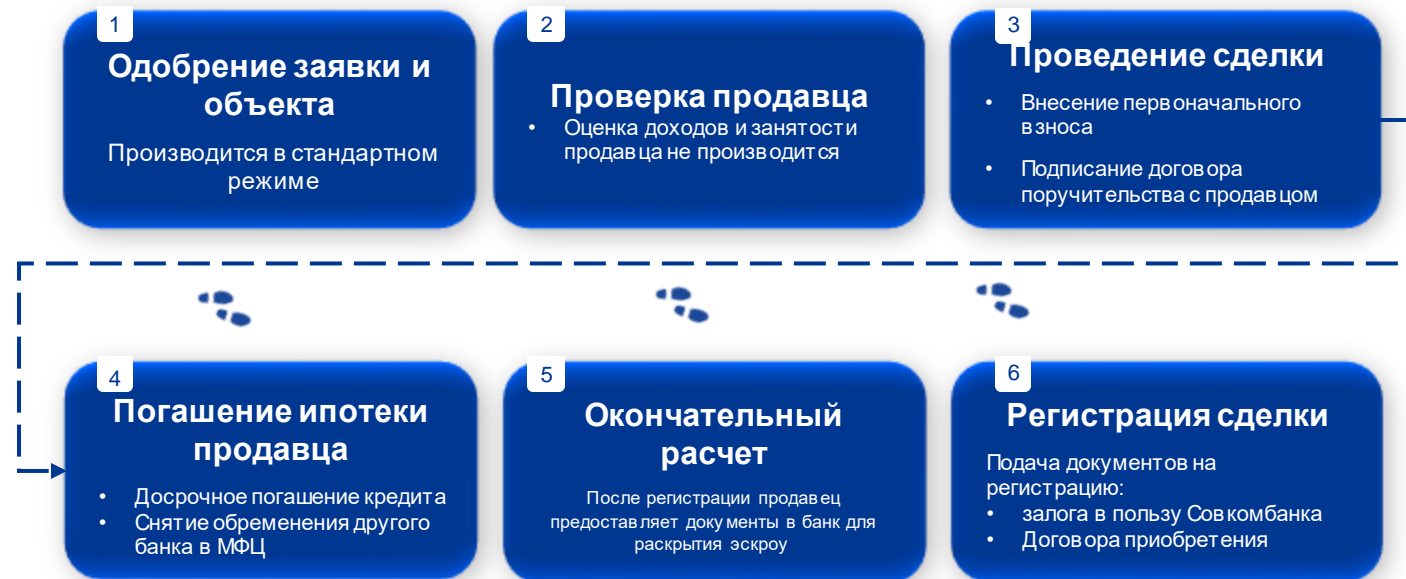 1
Одобрение заявки и
объекта
Производится в стандартном
режиме
2
Проверка продавца
• Оценка доходов и занятости
продавца не производится
3
Проведение сделки
• Внесение первоначального
взноса
• Подписание договора
поручительства с продавцом
4
Погашение ипотеки
продавца
• Досрочное погашение кредита
• Снятие обременения другого
банка в МФЦ
5
Окончательный
расчет
После регистрации продавец
предоставляет документы в банк для
раскрытия эскроу
6
Регистрация сделки
Подача документов на
регистрацию:
• залога в пользу Совкомбанка
• Договора приобретения